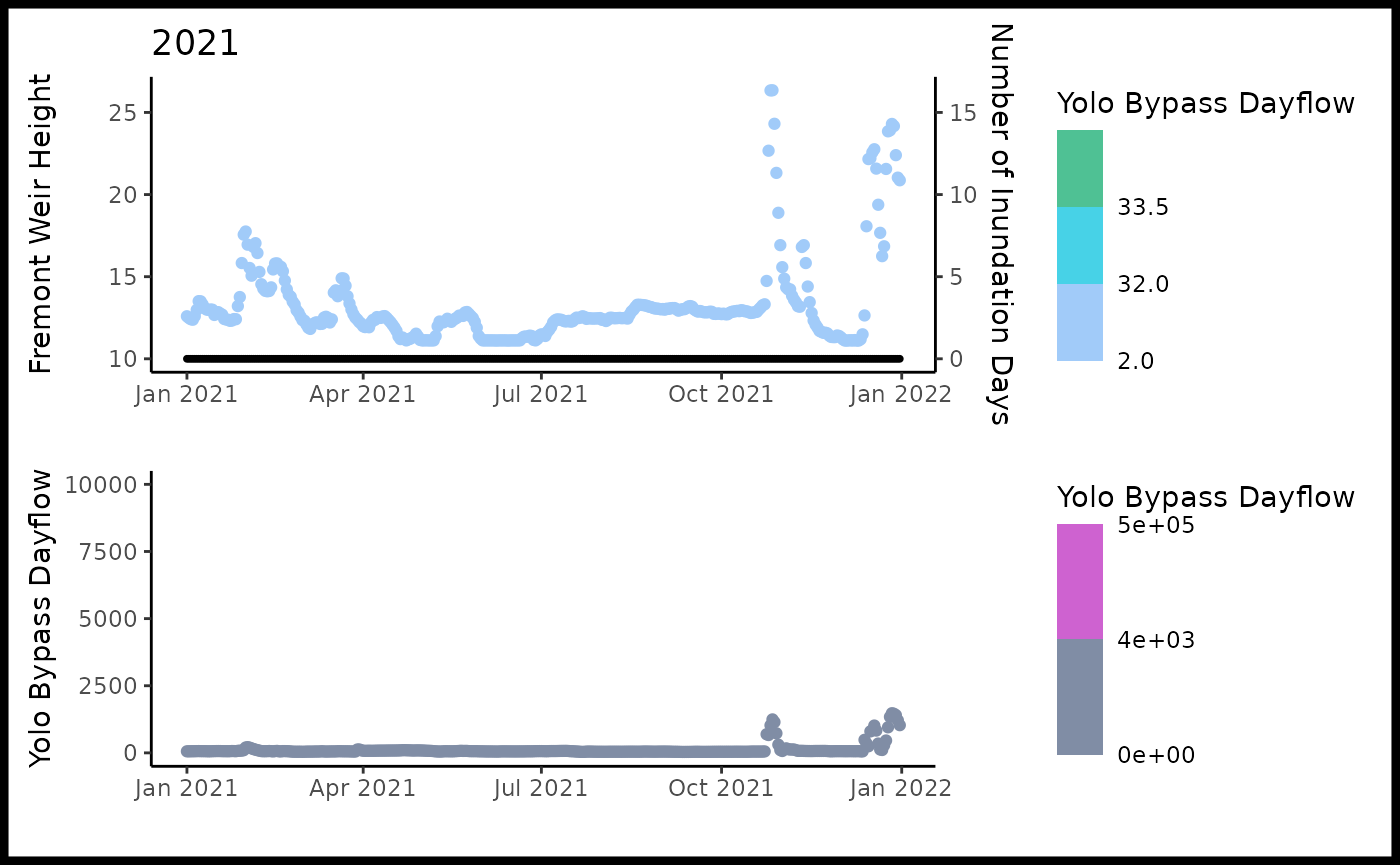 2021
Fremont Weir Height
25
20
15
10
15
10
5
0
Number of Inundation Days
Jan 2021
Apr 2021
Jul 2021
Oct 2021
Jan 2022
Yolo Bypass Dayflow
33.5
32.0
2.0
Yolo Bypass Dayflow
10000
7500
5000
2500
0
Jan 2021
Apr 2021
Jul 2021
Oct 2021
Jan 2022
Yolo Bypass Dayflow
5e+05
4e+03
0e+00